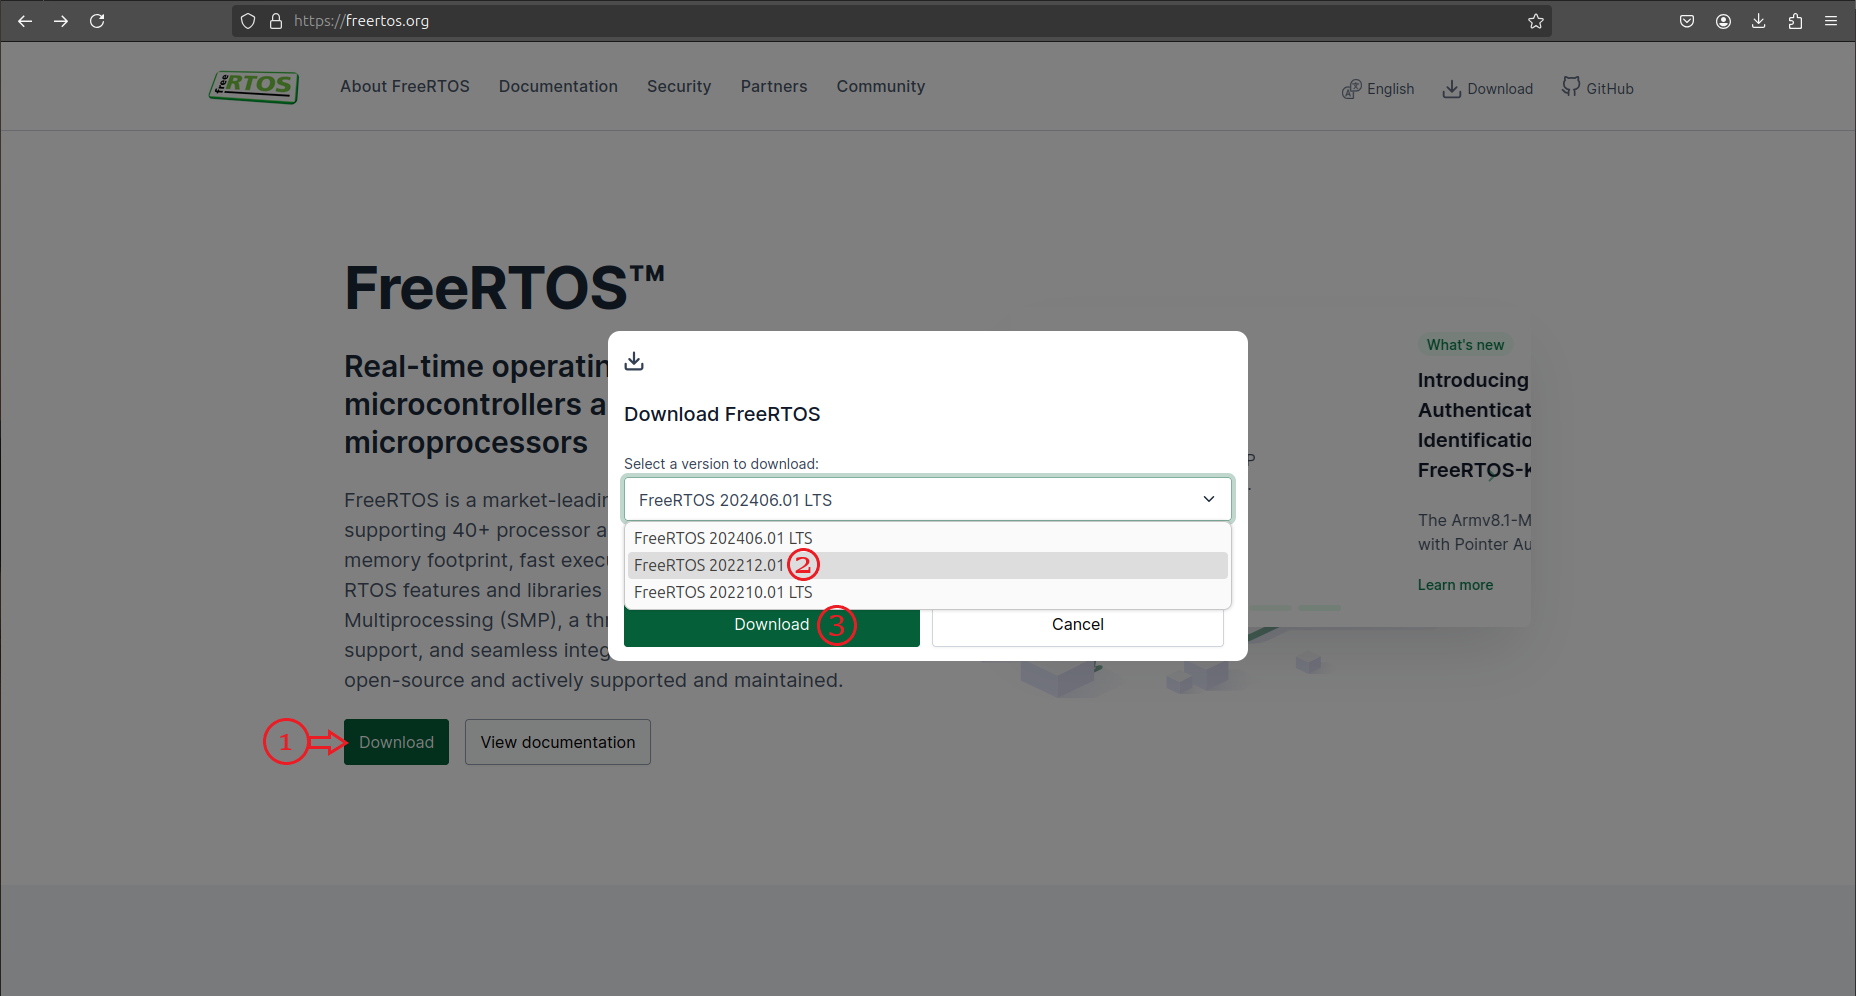 https://freertos.org
free RTOS
About FreeRTOS
Documentation
Security
Partners
Community
English
Download
GitHub
FreeRTOS™
Real-time operatin
microcontrollers a
microprocessors
FreeRTOS is a market-leadin
supporting 40+ processor a
memory footprint, fast exec
RTOS features and libraries
Multiprocessing (SMP), a thr
support, and seamless integ
open-source and actively supported and maintained.
1
Download
View documentation
Download FreeRTOS
Select a version to download:
FreeRTOS 202406.01 LTS
FreeRTOS 202406.01 LTS
FreeRTOS 202212.01 2
FreeRTOS 202210.01 LTS
Download 3
Cancel
What's new
Introducing
Authenticat
Identificatio
FreeRTOS-K
The Armv8.1-M
with Pointer Au
Learn more